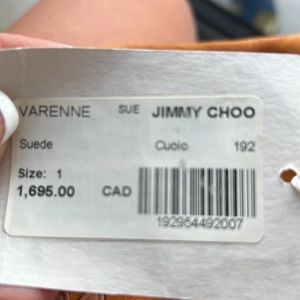 VARENNE SUE JIMMY CHOO
Suede Cuoio 192
Size: 1
1,695.00 CAD
192954492007